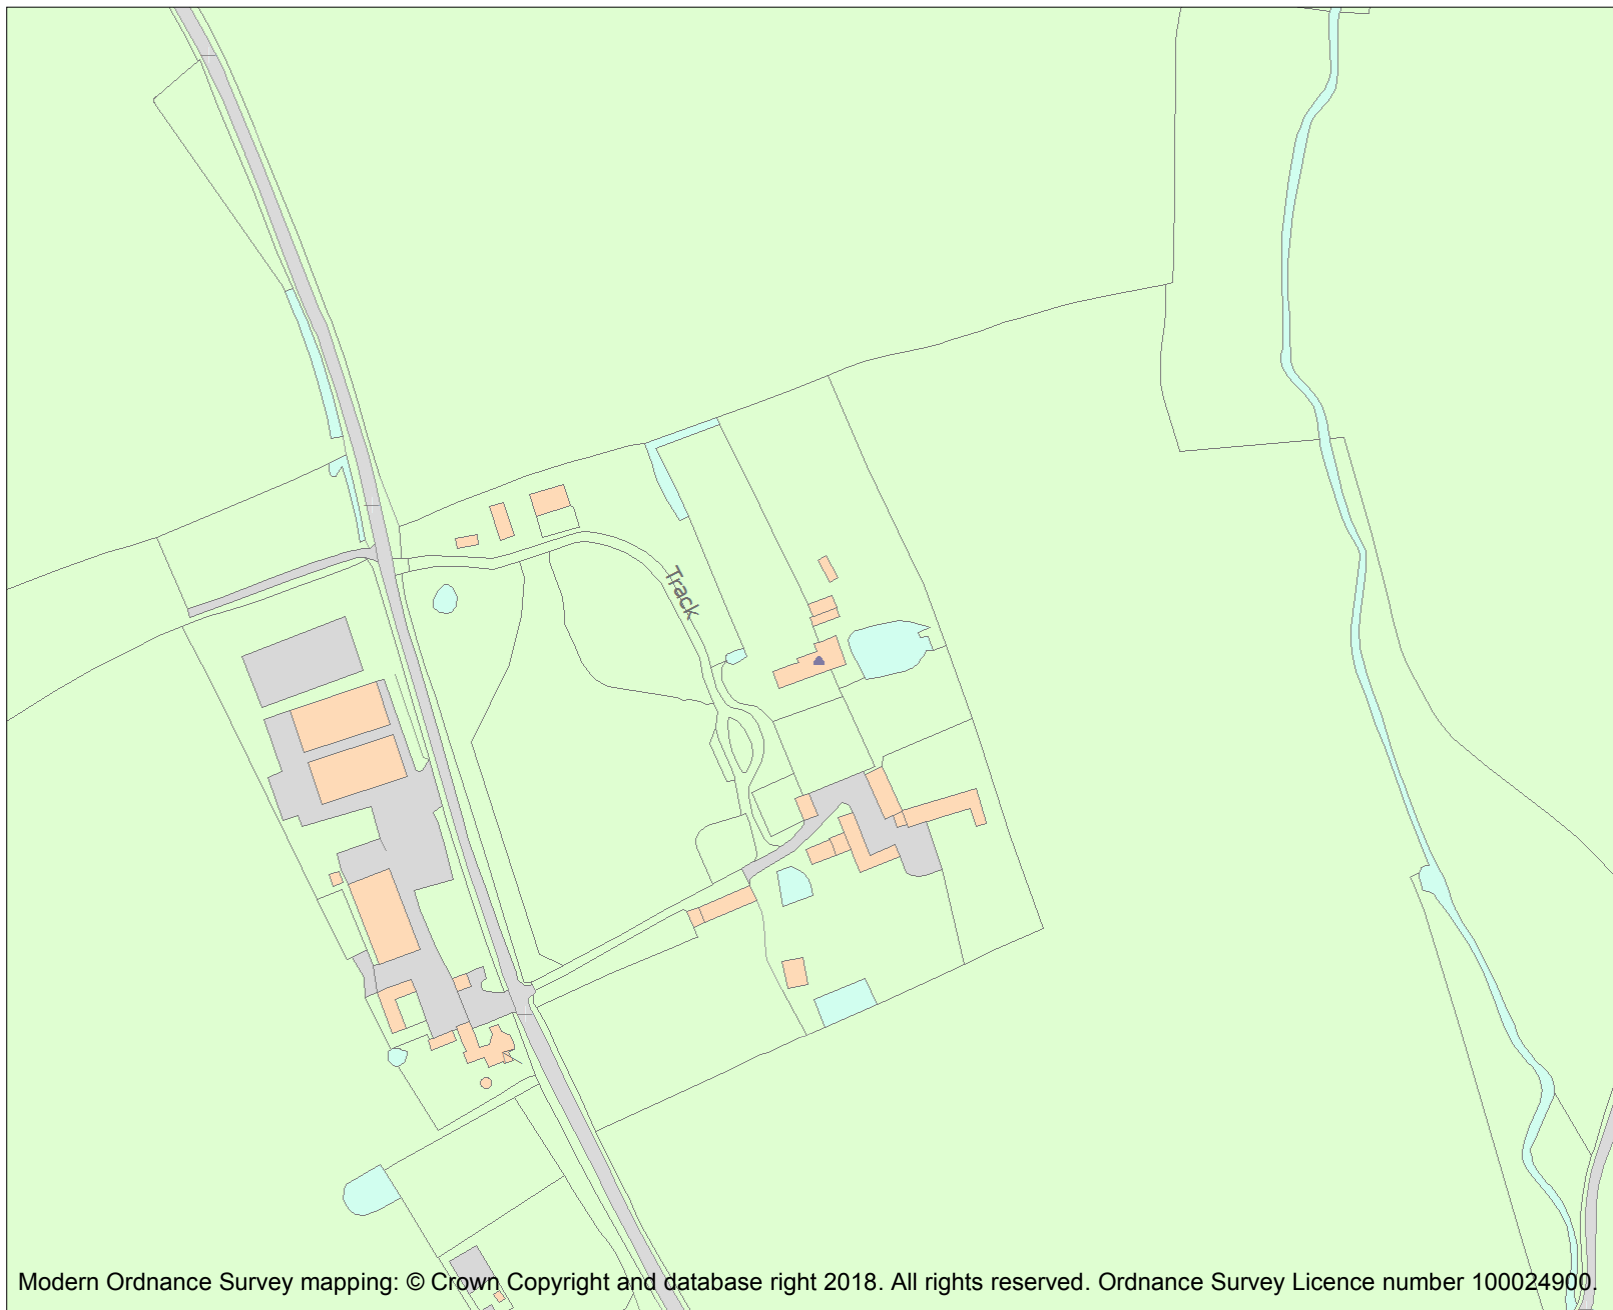 Track
Modern Ordnance Survey mapping: © Crown Copyright and database right 2018. All rights reserved. Ordnance Survey Licence number 100024900.